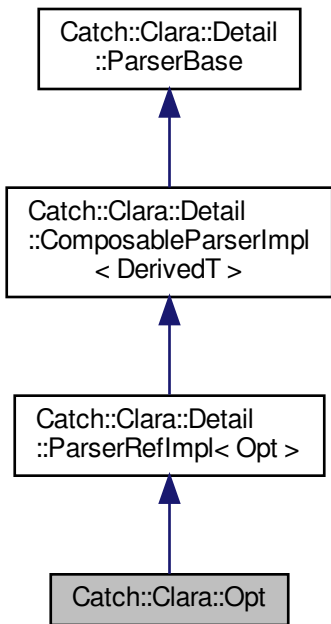 Catch::Clara::Detail
::ParserBase
Catch::Clara::Detail
::ComposableParserImpl
< DerivedT >
Catch::Clara::Detail
::ParserRefImpl< Opt >
Catch::Clara::Opt